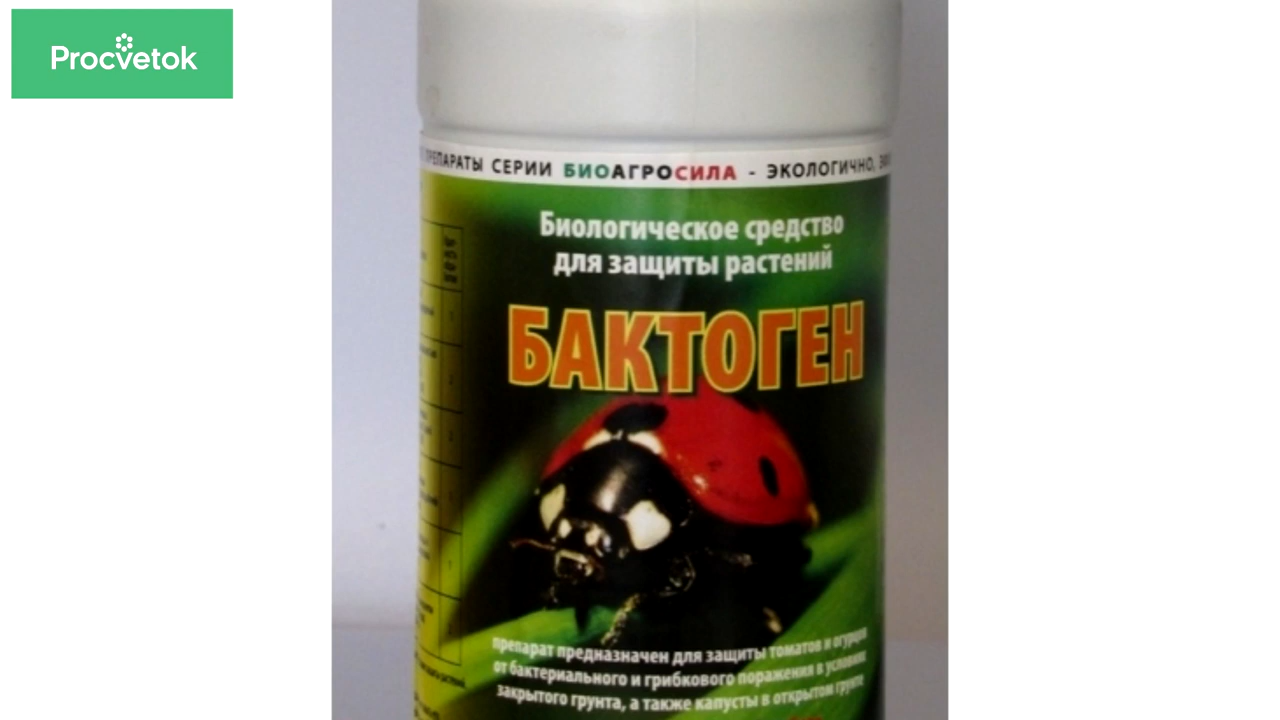 Procvetok
ПРЕПАРАТЫ СЕРИИ БИОАГРОСИЛА - ЭКОЛОГИЧНО,
Биологическое средство
для защиты растений
БАКТОГЕН
препарат предназначен для защиты томатов и огурцов
от бактериального и грибкового поражения в условиях
закрытого грунта, а также капусты в открытом грунте